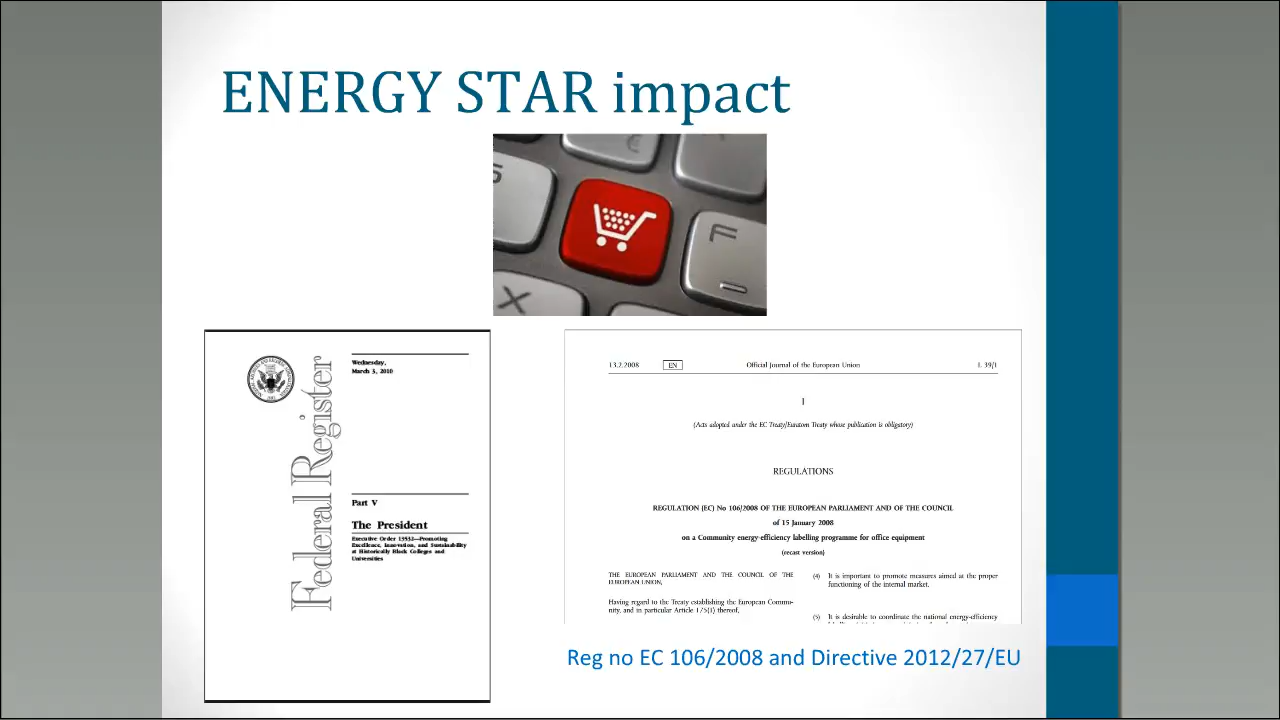 ENERGY STAR impact
5
€
F
X
Federal Register
Wednesday,
March 3, 2010
Part V
The President
Executive Order 13532—Promoting
Excellence, Innovation, and Sustainability
at Historically Black Colleges and
Universities
13.2.2008 EN Official Journal of the European Union L 39/1
I
(Acts adopted under the EC Treaty/Euratom Treaty whose publication is obligatory)
REGULATIONS
REGULATION (EC) No 106/2008 OF THE EUROPEAN PARLIAMENT AND OF THE COUNCIL
of 15 January 2008
on a Community energy-efficiency labelling programme for office equipment
(recast version)
THE EUROPEAN PARLIAMENT AND THE COUNCIL OF THE
EUROPEAN UNION,
Having regard to the Treaty establishing the European Commu-
nity, and in particular Article 175(1) thereof,
(4) It is important to promote measures aimed at the proper
functioning of the internal market.
(5) It is desirable to coordinate the national energy-efficiency
Reg no EC 106/2008 and Directive 2012/27/EU